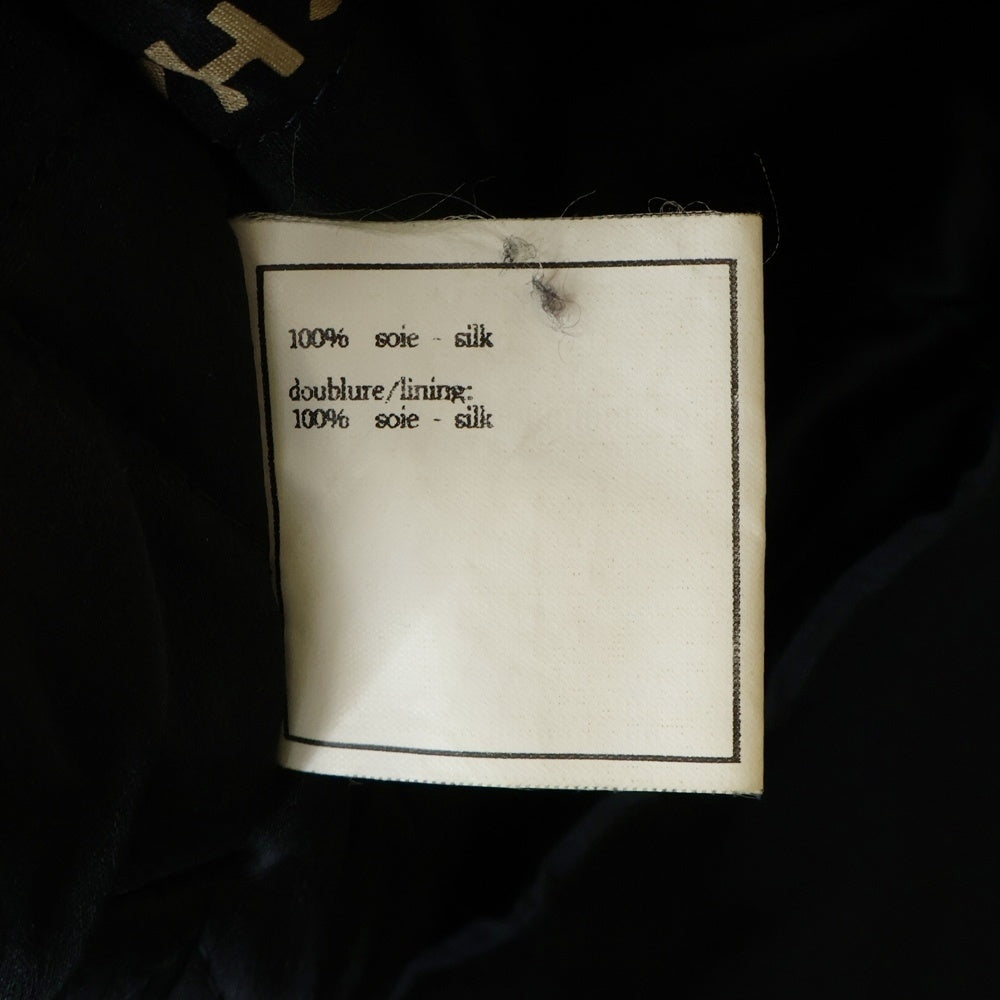 H
100% soie - silk
doublure/lining:
100% soie - silk